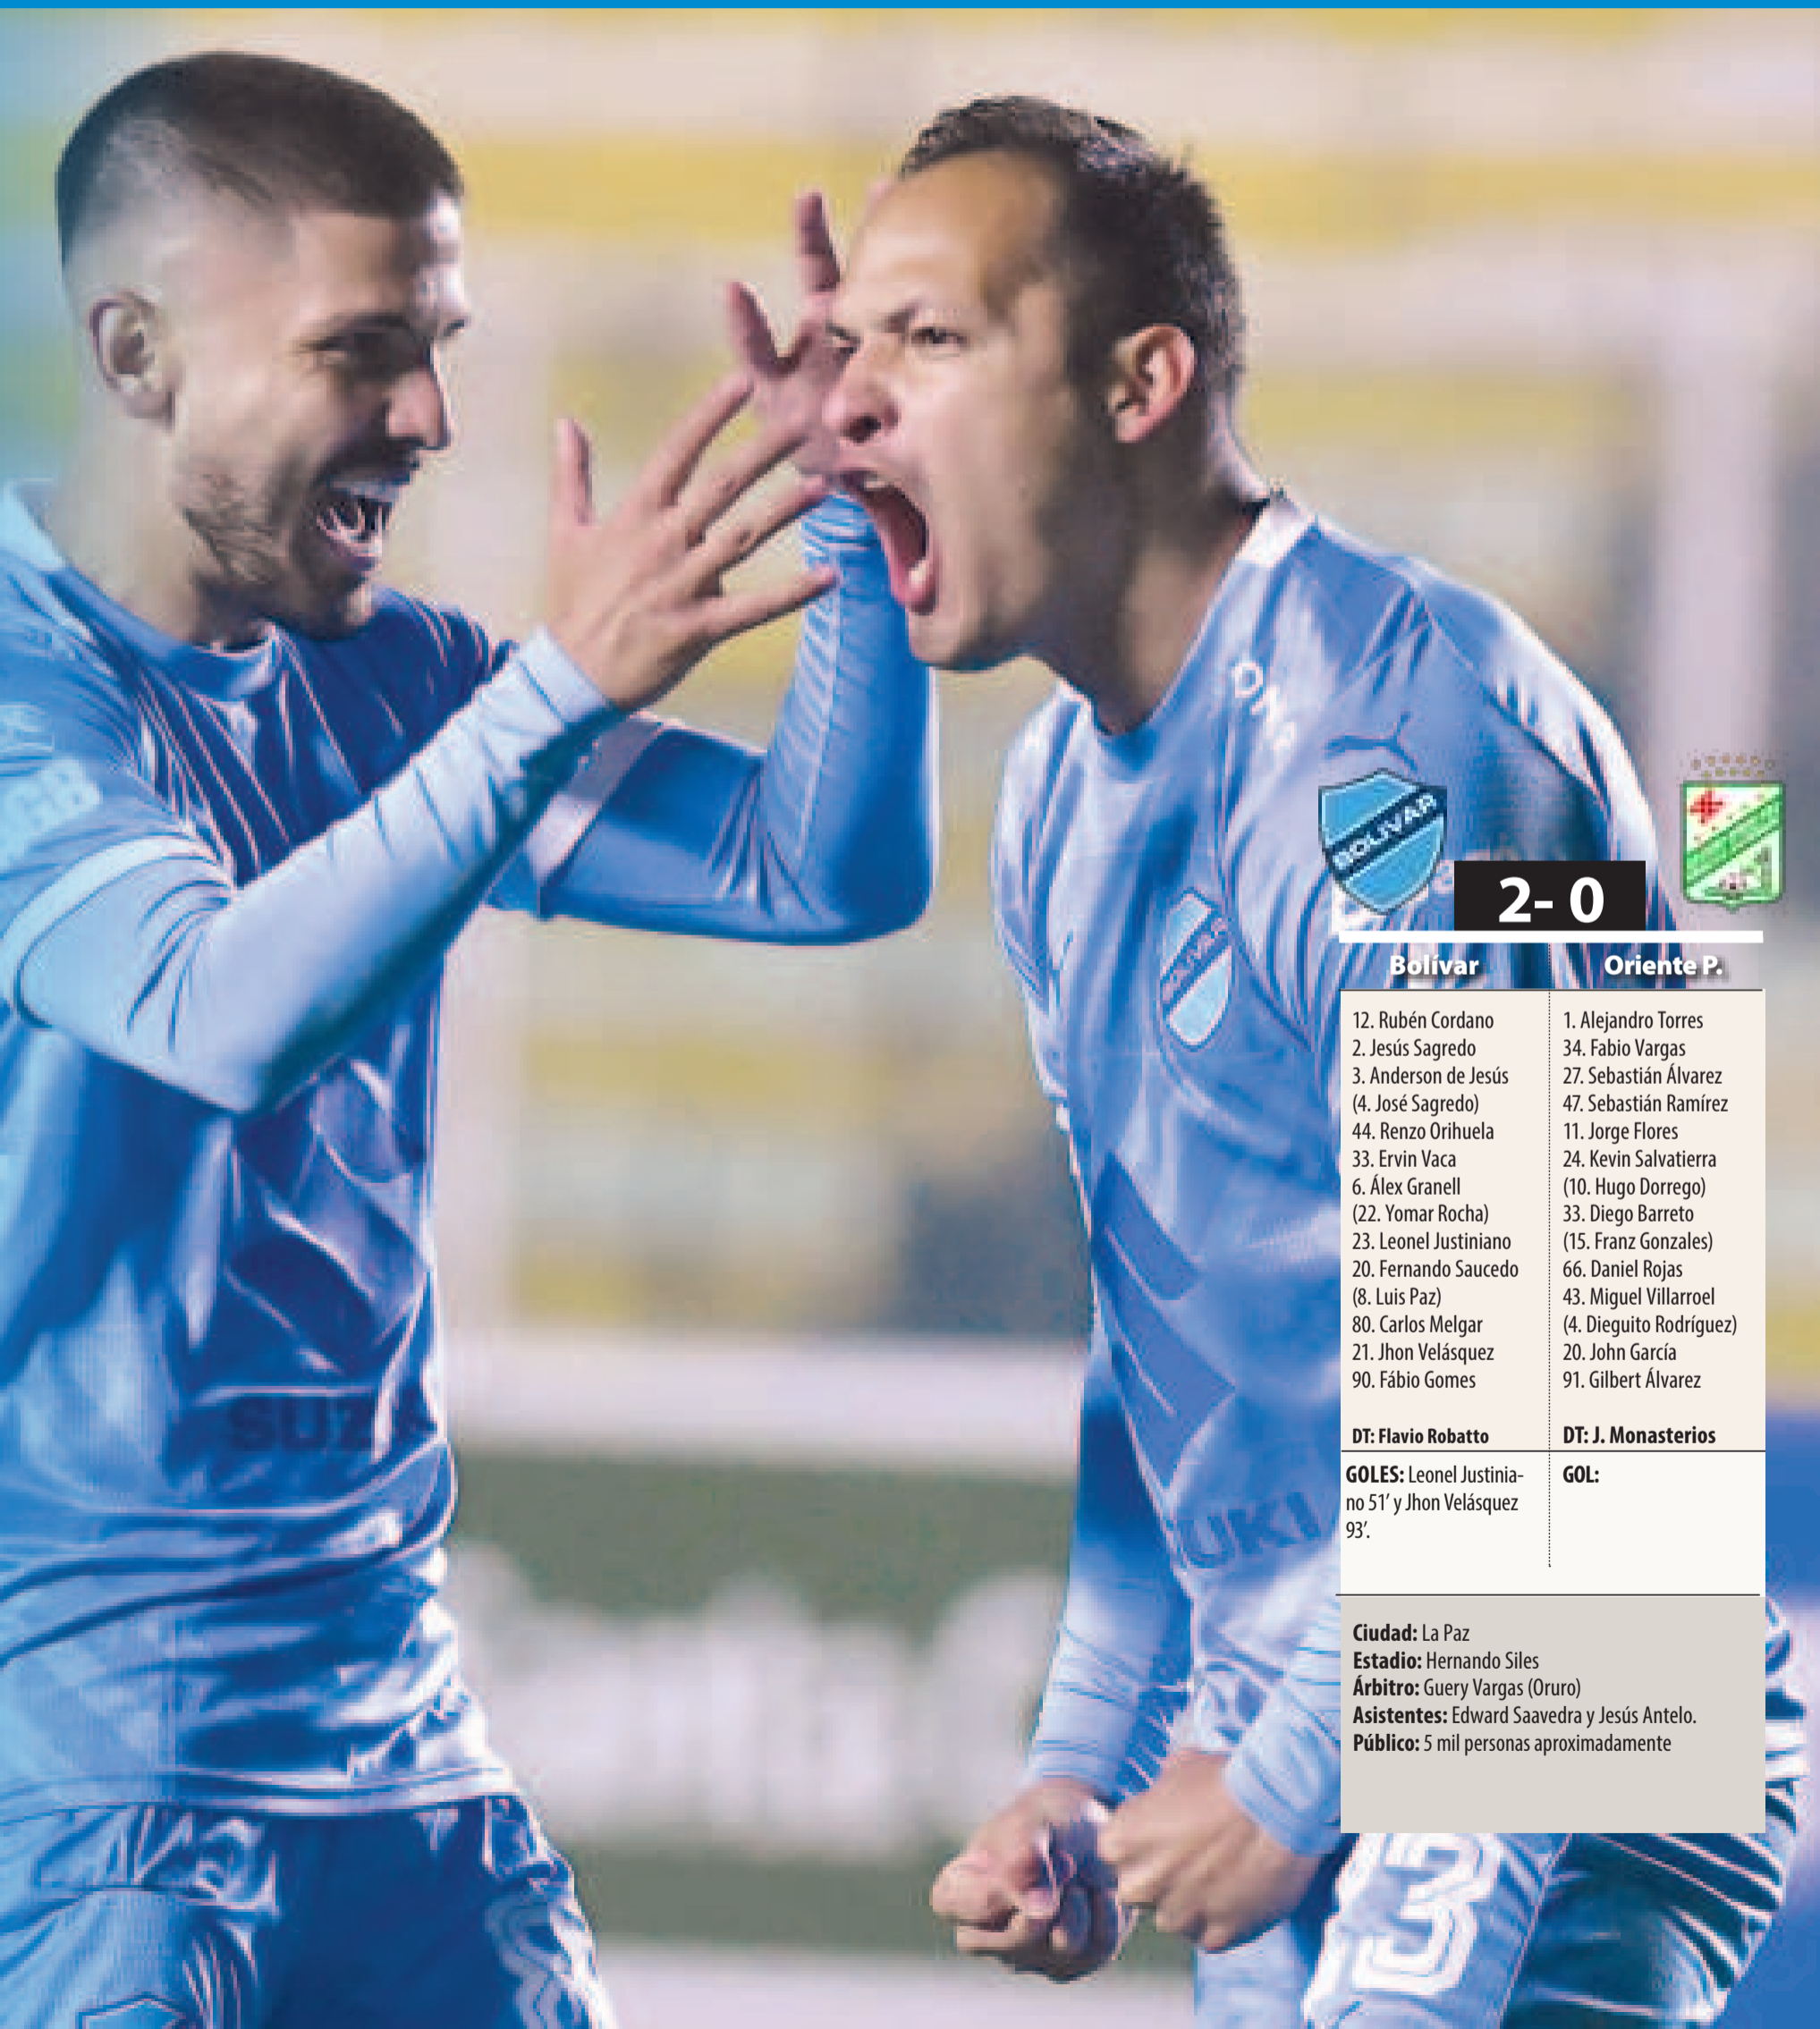 BOLIVAR
2- 0
Bolívar
Oriente P.
12. Rubén Cordano
2. Jesús Sagredo
3. Anderson de Jesús
(4. José Sagredo)
44. Renzo Orihuela
33. Ervin Vaca
6. Álex Granell
(22. Yomar Rocha)
23. Leonel Justiniano
20. Fernando Saucedo
(8. Luis Paz)
80. Carlos Melgar
21. Jhon Velásquez
90. Fábio Gomes
DT: Flavio Robatto
1. Alejandro Torres
34. Fabio Vargas
27. Sebastián Álvarez
47. Sebastián Ramírez
11. Jorge Flores
24. Kevin Salvatierra
(10. Hugo Dorrego)
33. Diego Barreto
(15. Franz Gonzales)
66. Daniel Rojas
43. Miguel Villarroel
(4. Dieguito Rodríguez)
20. John García
91. Gilbert Álvarez
DT: J. Monasterios
GOLES: Leonel Justinia-
no 51’ y Jhon Velásquez
93’.
GOL:
Ciudad: La Paz
Estadio: Hernando Siles
Árbitro: Guery Vargas (Oruro)
Asistentes: Edward Saavedra y Jesús Antelo.
Público: 5 mil personas aproximadamente
SUZ
UKI
3